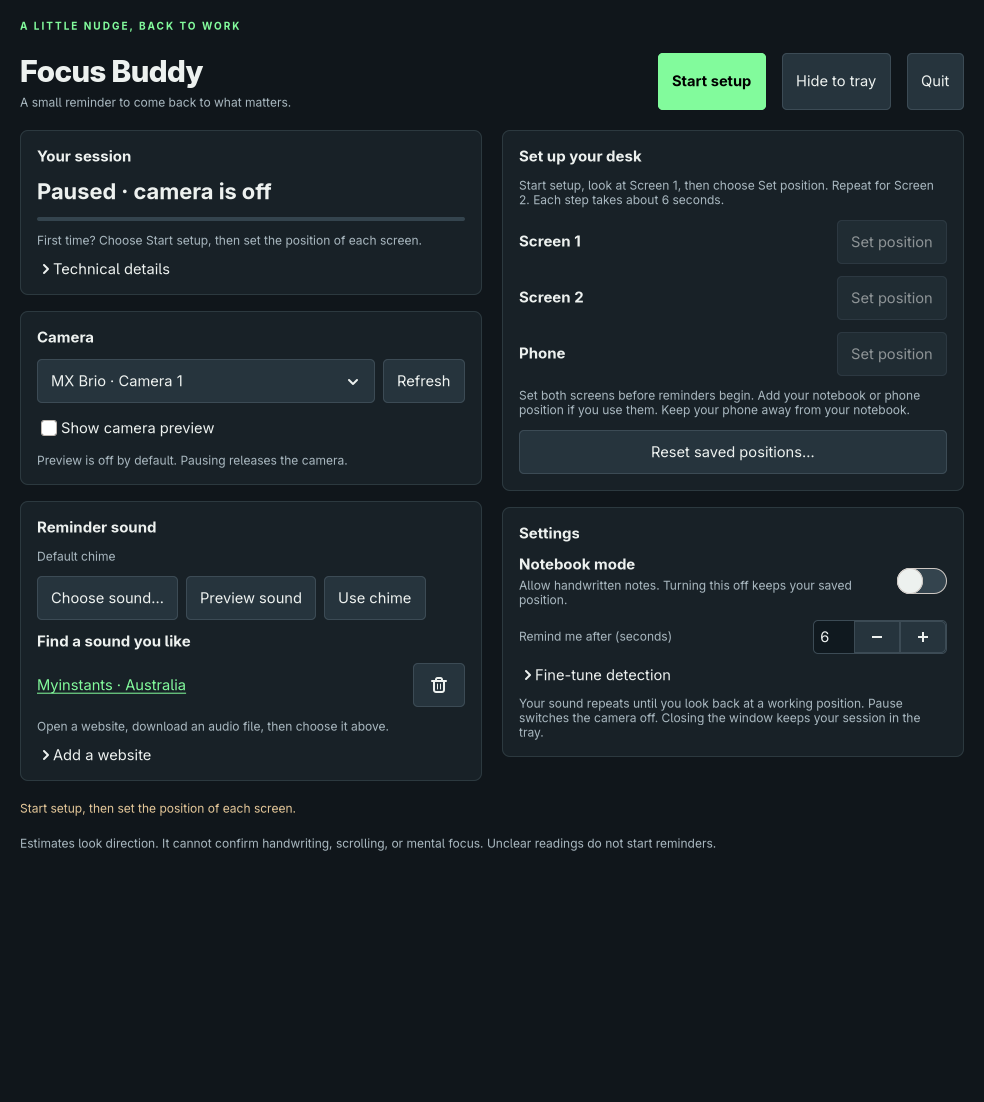 A LITTLE NUDGE, BACK TO WORK
Focus Buddy
A small reminder to come back to what matters.
Start setup
Hide to tray
Quit
Your session
Paused · camera is off
First time? Choose Start setup, then set the position of each screen.
Technical details
Camera
MX Brio · Camera 1
Refresh
Show camera preview
Preview is off by default. Pausing releases the camera.
Reminder sound
Default chime
Choose sound...
Preview sound
Use chime
Find a sound you like
Myinstants · Australia
Open a website, download an audio file, then choose it above.
Add a website
Set up your desk
Start setup, look at Screen 1, then choose Set position. Repeat for Screen
2. Each step takes about 6 seconds.
Screen 1
Set position
Screen 2
Set position
Phone
Set position
Set both screens before reminders begin. Add your notebook or phone
position if you use them. Keep your phone away from your notebook.
Reset saved positions...
Settings
Notebook mode
Allow handwritten notes. Turning this off keeps your saved
position.
Remind me after (seconds)
6
Fine-tune detection
Your sound repeats until you look back at a working position. Pause
switches the camera off. Closing the window keeps your session in the
tray.
Start setup, then set the position of each screen.
Estimates look direction. It cannot confirm handwriting, scrolling, or mental focus. Unclear readings do not start reminders.